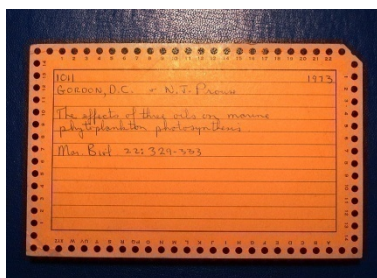 1011 1973
GORDON, D.C. + N.J. Prouse
The effects of three oils on marine
phytoplankton photosynthesis
Mar. Biol 22: 329-333